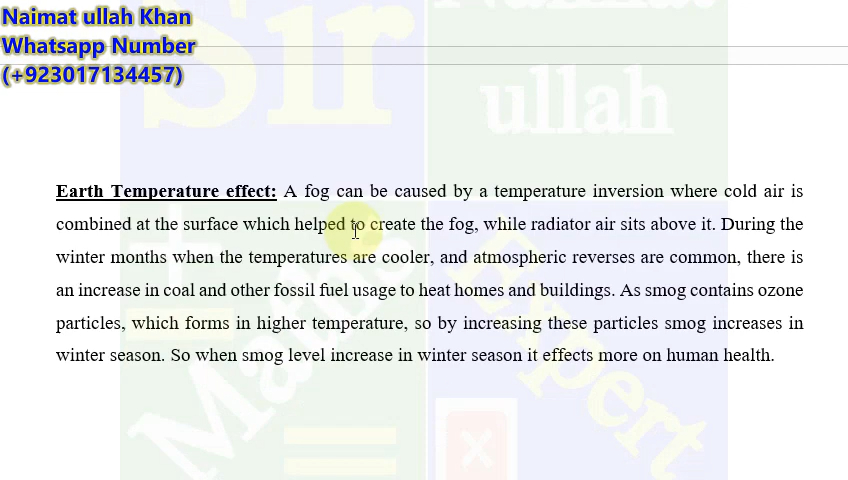 Naimat ullah Khan
Whatsapp Number
(+923017134457)
Sir
Naimat
ullah
Earth Temperature effect: A fog can be caused by a temperature inversion where cold air is
combined at the surface which helped to create the fog, while radiator air sits above it. During the
winter months when the temperatures are cooler, and atmospheric reverses are common, there is
an increase in coal and other fossil fuel usage to heat homes and buildings. As smog contains ozone
particles, which forms in higher temperature, so by increasing these particles smog increases in
winter season. So when smog level increase in winter season it effects more on human health.
Maths
Expert